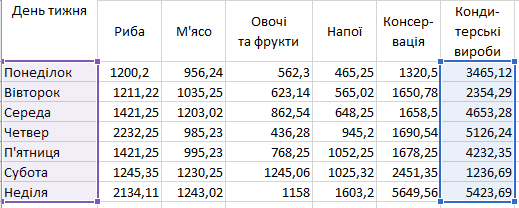 День тижня Риба М'ясо Овочі та фрукти Напої Консер-вація Конди-терські вироби
Понеділок 1200,2 956,24 562,3 465,25 1320,5 3465,12
Вівторок 1211,22 1035,25 623,14 565,02 1650,78 2354,29
Середа 1421,25 1203,02 862,54 648,25 1658,5 4653,28
Четвер 2232,25 985,23 436,28 945,2 1690,54 5126,24
П'ятниця 1421,25 995,23 768,25 1052,25 1678,25 4232,35
Субота 1245,35 1230,25 1245,06 1025,32 2451,35 1236,69
Неділя 2134,11 1243,02 1158 1603,2 5649,56 5423,69